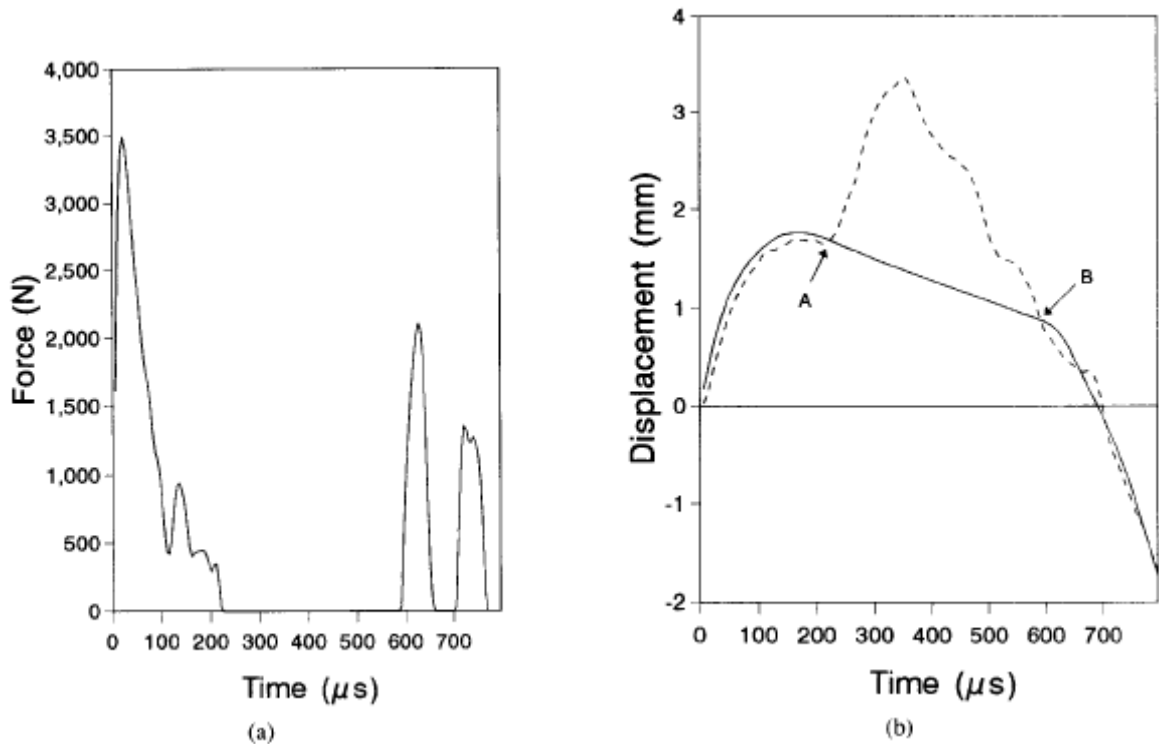 4,000
3,500
3,000
2,500
2,000
1,500
1,000
500
0
Force (N)
0 100 200 300 400 500 600 700
Time (μs)
(a)
4
3
2
1
0
-1
-2
Displacement (mm)
A
B
0 100 200 300 400 500 600 700
Time (μs)
(b)